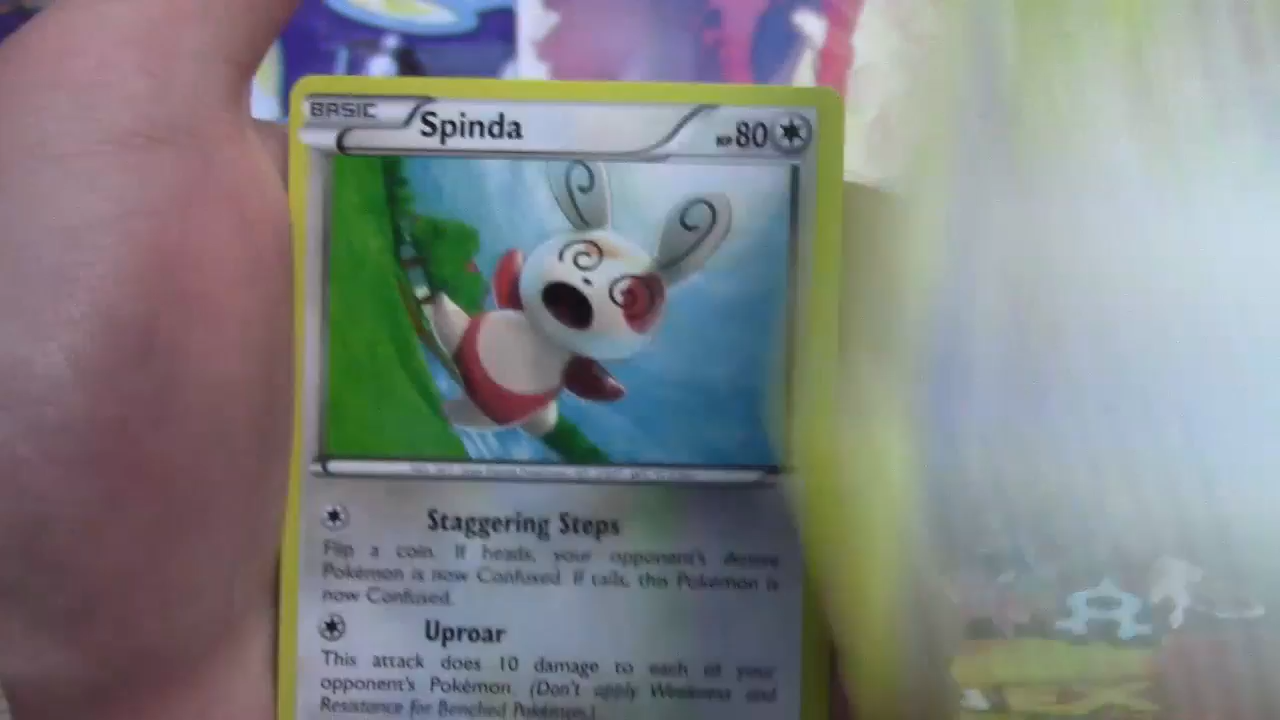 BASIC Spinda HP80
Staggering Steps
Flip a coin. If heads, your opponent's Active
Pokémon is now Confused. If tails, this Pokémon is
now Confused.
Uproar
This attack does 10 damage to each of your
opponent's Pokémon. (Don't apply Weakness and
Resistance for Benched Pokémon.)